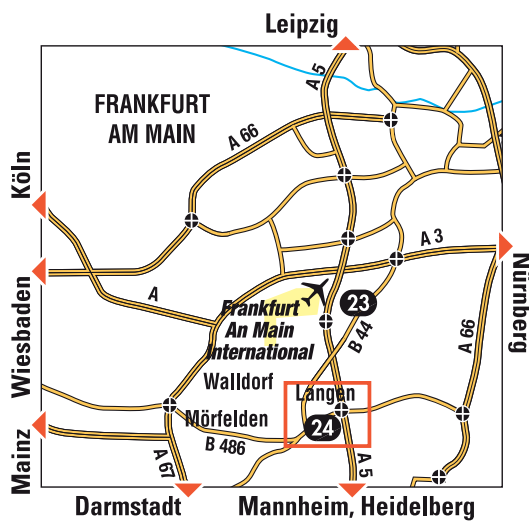 Leipzig
A 5
FRANKFURT
AM MAIN
A 66
Köln
A 3
Nürnberg
Wiesbaden
A
Frankfurt
An Main
International
23
B 44
A 66
Walldorf
Langen
Mörfelden
24
B 486
Mainz
A 67
A 5
Darmstadt
Mannheim, Heidelberg